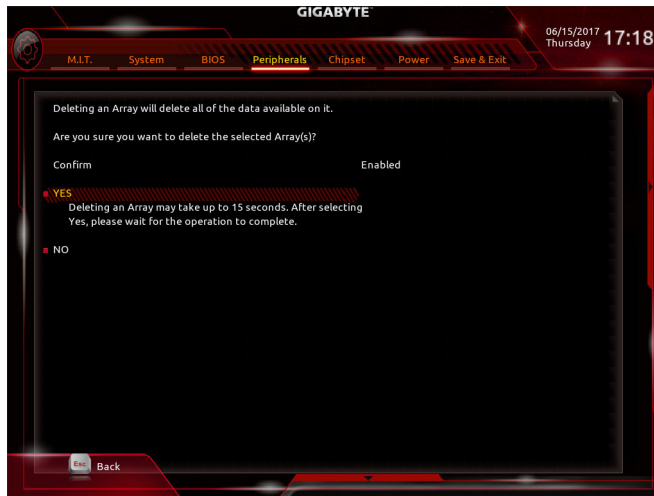 GIGABYTE
06/15/2017
Thursday
17:18
M.I.T. System BIOS Peripherals Chipset Power Save & Exit
Deleting an Array will delete all of the data available on it.
Are you sure you want to delete the selected Array(s)?
Confirm Enabled
YES
Deleting an Array may take up to 15 seconds. After selecting
Yes, please wait for the operation to complete.
NO
Esc Back